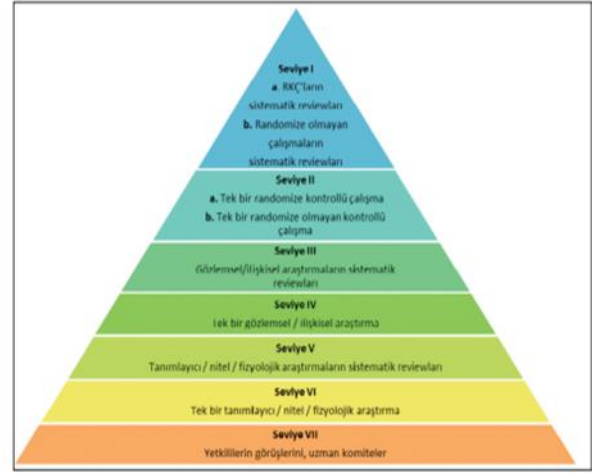 Seviye I
a. RKÇ'ların
sistematik reviewları
b. Randomize olmayan
çalışmaların
sistematik reviewları
Seviye II
a. Tek bir randomize kontrollü çalışma
b. Tek bir randomize olmayan kontrollü
çalışma
Seviye III
Gözlemsel/ilişkisel araştırmaların sistematik
reviewları
Seviye IV
Tek bir gözlemsel / ilişkisel araştırma
Seviye V
Tanımlayıcı / nitel / fizyolojik araştırmaların sistematik reviewları
Seviye VI
Tek bir tanımlayıcı / nitel / fizyolojik araştırma
Seviye VII
Yetkililerin görüşlerini, uzman komiteler